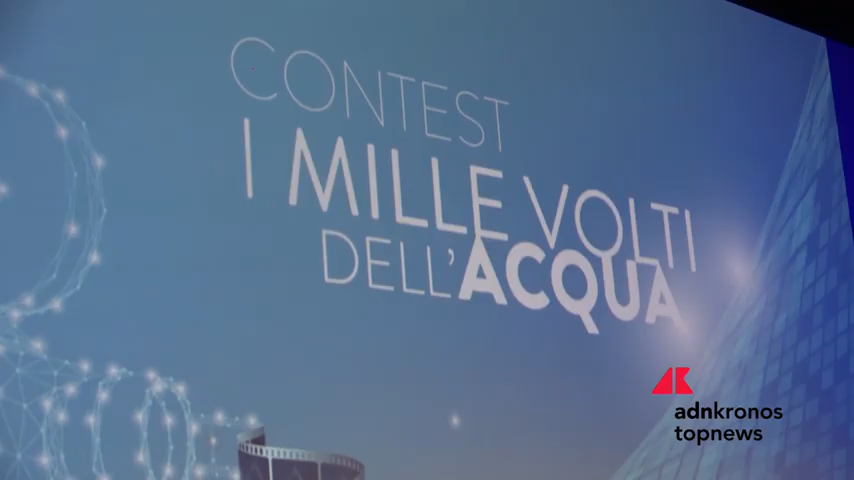 CONTEST
I MILLE VOLTI
DELL'ACQUA
adnkronos
topnews